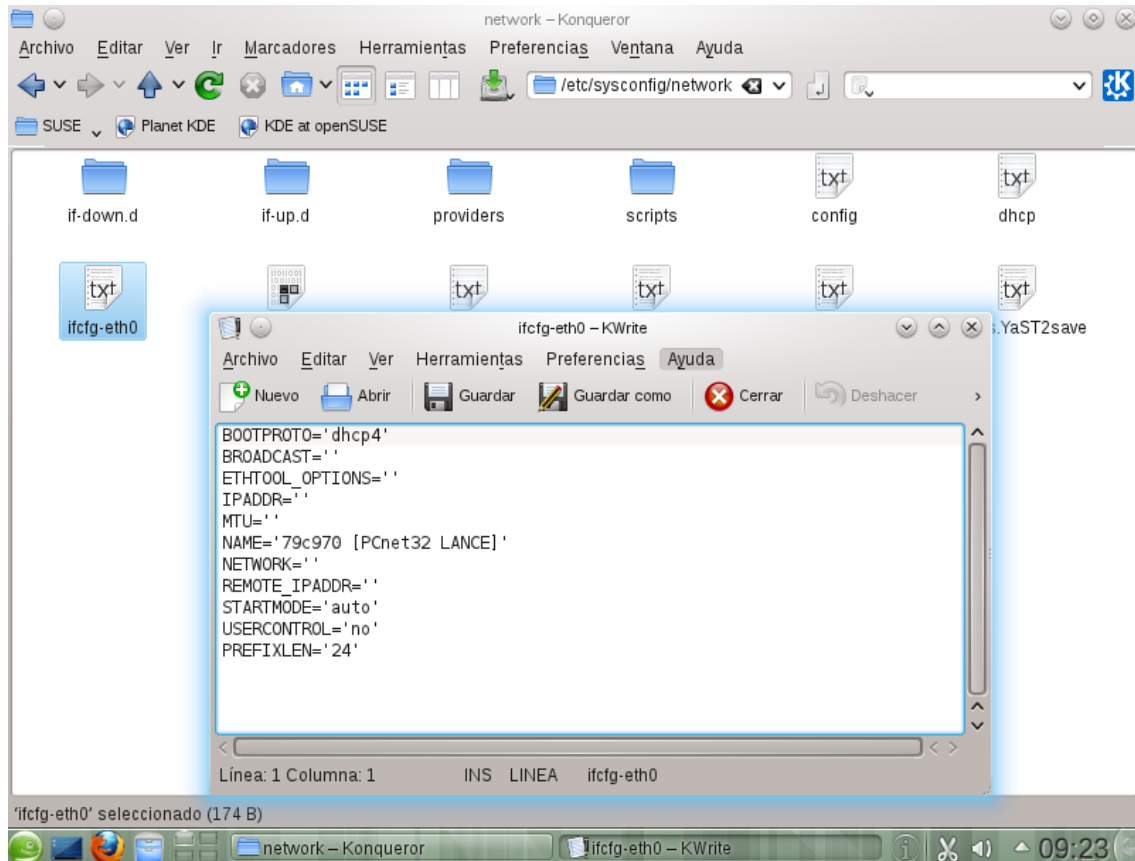 network – Konqueror
Archivo Editar Ver Ir Marcadores Herramientas Preferencias Ventana Ayuda
/etc/sysconfig/network
SUSE Planet KDE KDE at openSUSE
if-down.d if-up.d providers scripts config dhcp
txt txt
txt txt txt txt txt
ifcfg-eth0 s.YaST2save
ifcfg-eth0 – KWrite
Archivo Editar Ver Herramientas Preferencias Ayuda
Nuevo Abrir Guardar Guardar como Cerrar Deshacer
BOOTPROTO='dhcp4'
BROADCAST=''
ETHTOOL_OPTIONS=''
IPADDR=''
MTU=''
NAME='79c970 [PCnet32 LANCE]'
NETWORK=''
REMOTE_IPADDR=''
STARTMODE='auto'
USERCONTROL='no'
PREFIXLEN='24'
Línea: 1 Columna: 1 INS LINEA ifcfg-eth0
'ifcfg-eth0' seleccionado (174 B)
network – Konqueror ifcfg-eth0 – KWrite 09:23